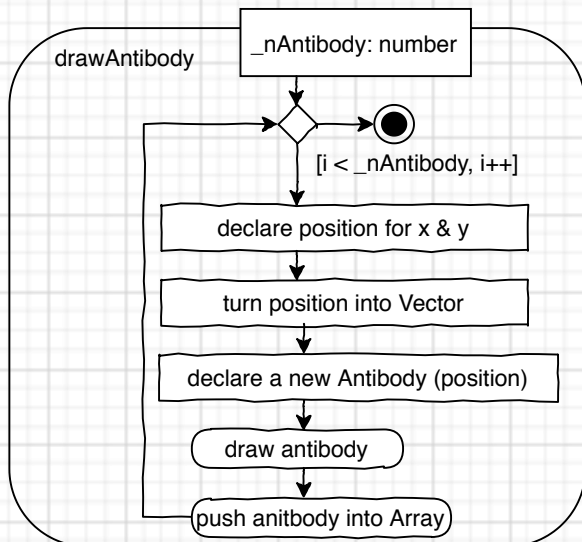 _nAntibody: number
drawAntibody
[i < _nAntibody, i++]
declare position for x & y
turn position into Vector
declare a new Antibody (position)
draw antibody
push anitbody into Array